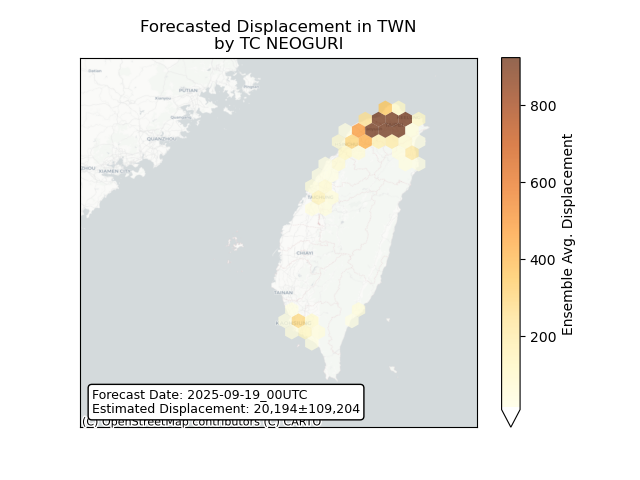 Forecasted Displacement in TWN
by TC NEOGURI
PUTIAN
XIAMEN CITY
CHIAYI
TAINAN
800
600
400
200
Ensemble Avg. Displacement
Forecast Date: 2025-09-19_00UTC
Estimated Displacement: 20,194±109,204
(C) OpenStreetMap contributors (C) CARTO